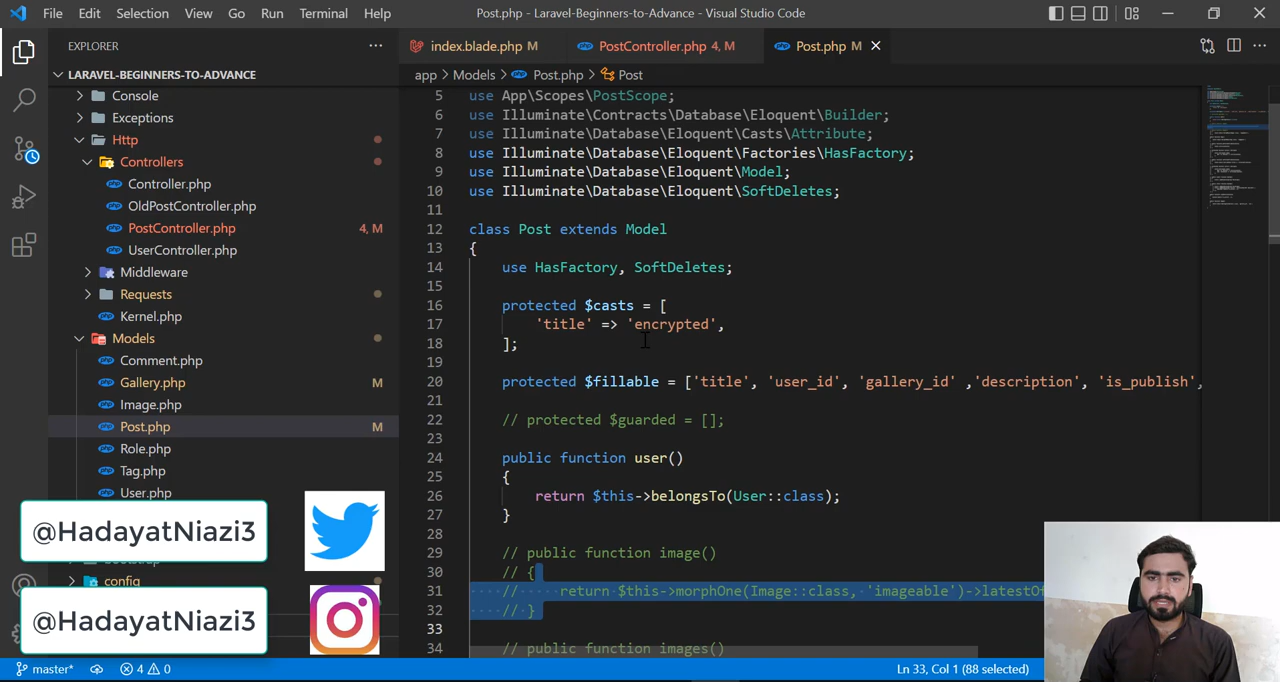 File Edit Selection View Go Run Terminal Help
Post.php - Laravel-Beginners-to-Advance - Visual Studio Code
EXPLORER
LARAVEL-BEGINNERS-TO-ADVANCE
Console
Exceptions
Http
Controllers
Controller.php
OldPostController.php
PostController.php 4, M
UserController.php
Middleware
Requests
Kernel.php
Models
Comment.php
Gallery.php M
Image.php
Post.php M
Role.php
Tag.php
User.php
config
@HadayatNiazi3
@HadayatNiazi3
index.blade.php M
PostController.php 4, M
Post.php M
app > Models > Post.php > Post
5 use App\Scopes\PostScope;
6 use Illuminate\Contracts\Database\Eloquent\Builder;
7 use Illuminate\Database\Eloquent\Casts\Attribute;
8 use Illuminate\Database\Eloquent\Factories\HasFactory;
9 use Illuminate\Database\Eloquent\Model;
10 use Illuminate\Database\Eloquent\SoftDeletes;
11
12 class Post extends Model
13 {
14 use HasFactory, SoftDeletes;
15
16 protected $casts = [
17 'title' => 'encrypted',
18 ];
19
20 protected $fillable = ['title', 'user_id', 'gallery_id' ,'description', 'is_publish',
21
22 // protected $guarded = [];
23
24 public function user()
25 {
26 return $this->belongsTo(User::class);
27 }
28
29 // public function image()
30 // {
31 // return $this->morphOne(Image::class, 'imageable')->latestO
32 // }
33
34 // public function images()
master* 4 0
Ln 33, Col 1 (88 selected)